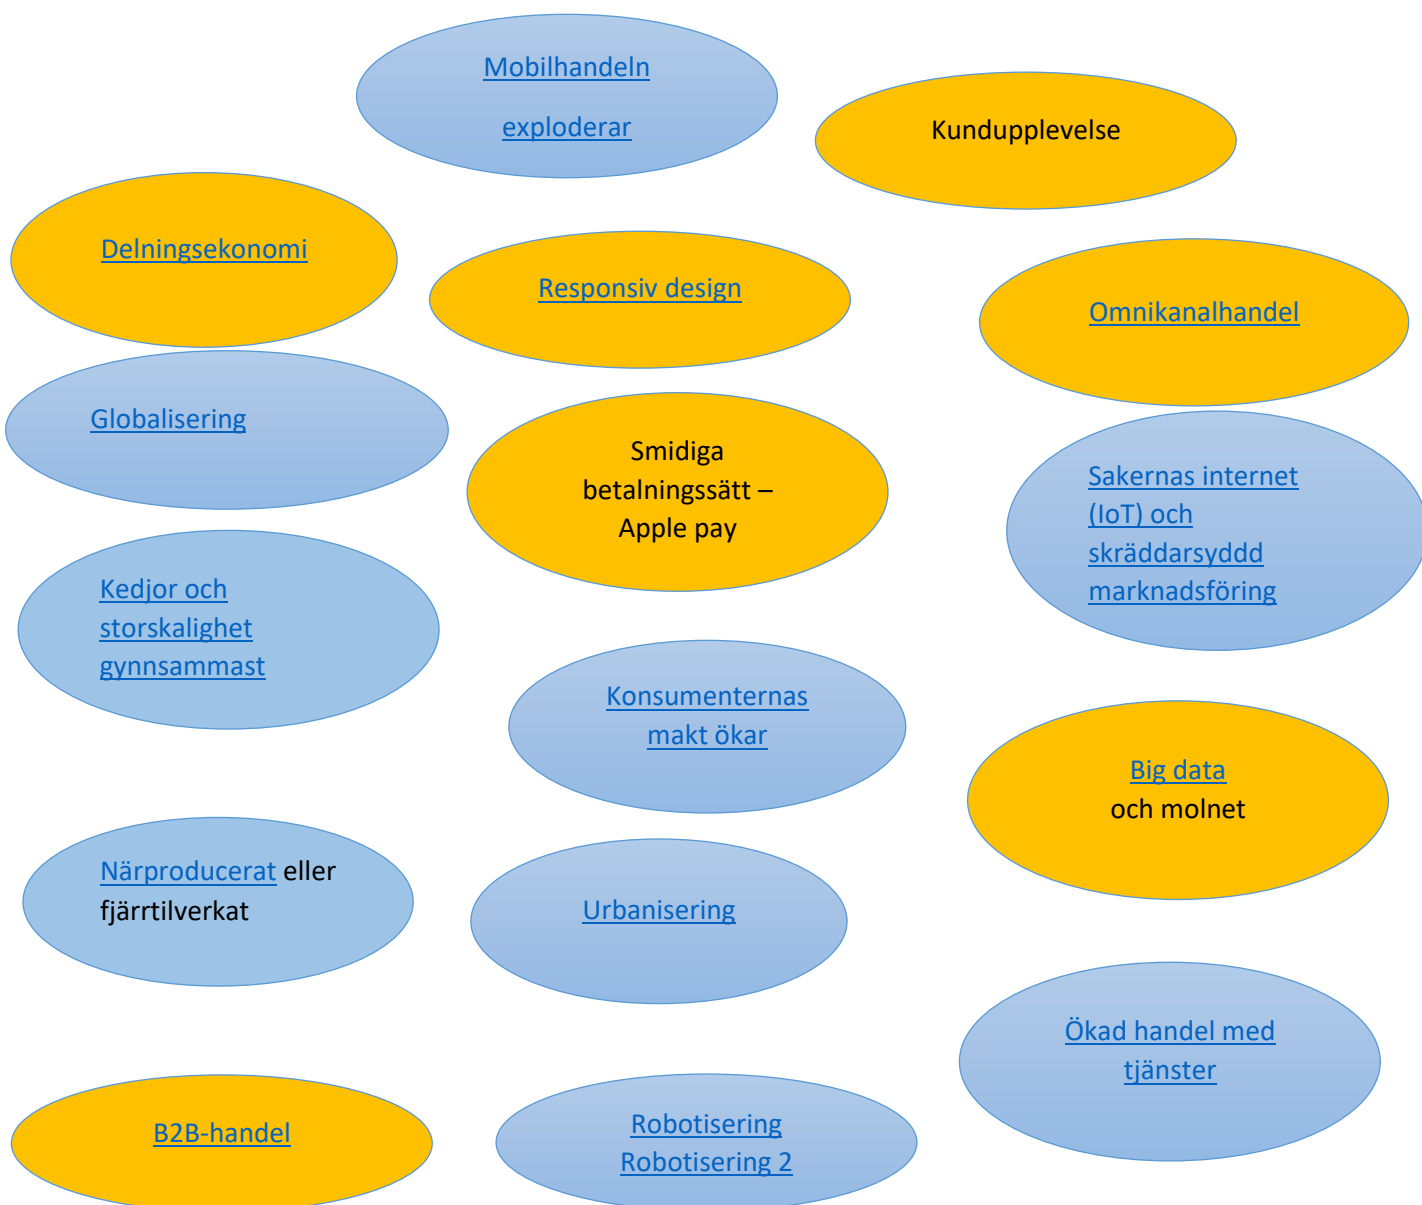 Mobilhandeln
exploderar
Kundupplevelse
Delningsekonomi
Responsiv design
Omnikanalhandel
Globalisering
Smidiga
betalningssätt –
Apple pay
Sakernas internet
(IoT) och
skräddarsyddd
marknadsföring
Kedjor och
storskalighet
gynnsammast
Konsumenternas
makt ökar
Big data
och molnet
Närproducerat eller
fjärrtilverkat
Urbanisering
Ökad handel med
tjänster
B2B-handel
Robotisering
Robotisering 2